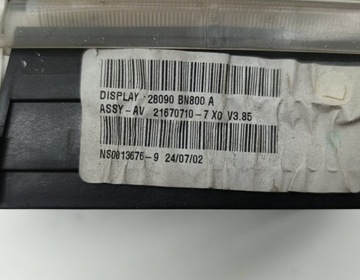 DISPLAY 28090 BN800 A
ASSY-AV 21670710-7 X0 V3.85
NS0813676-9 24/07/02